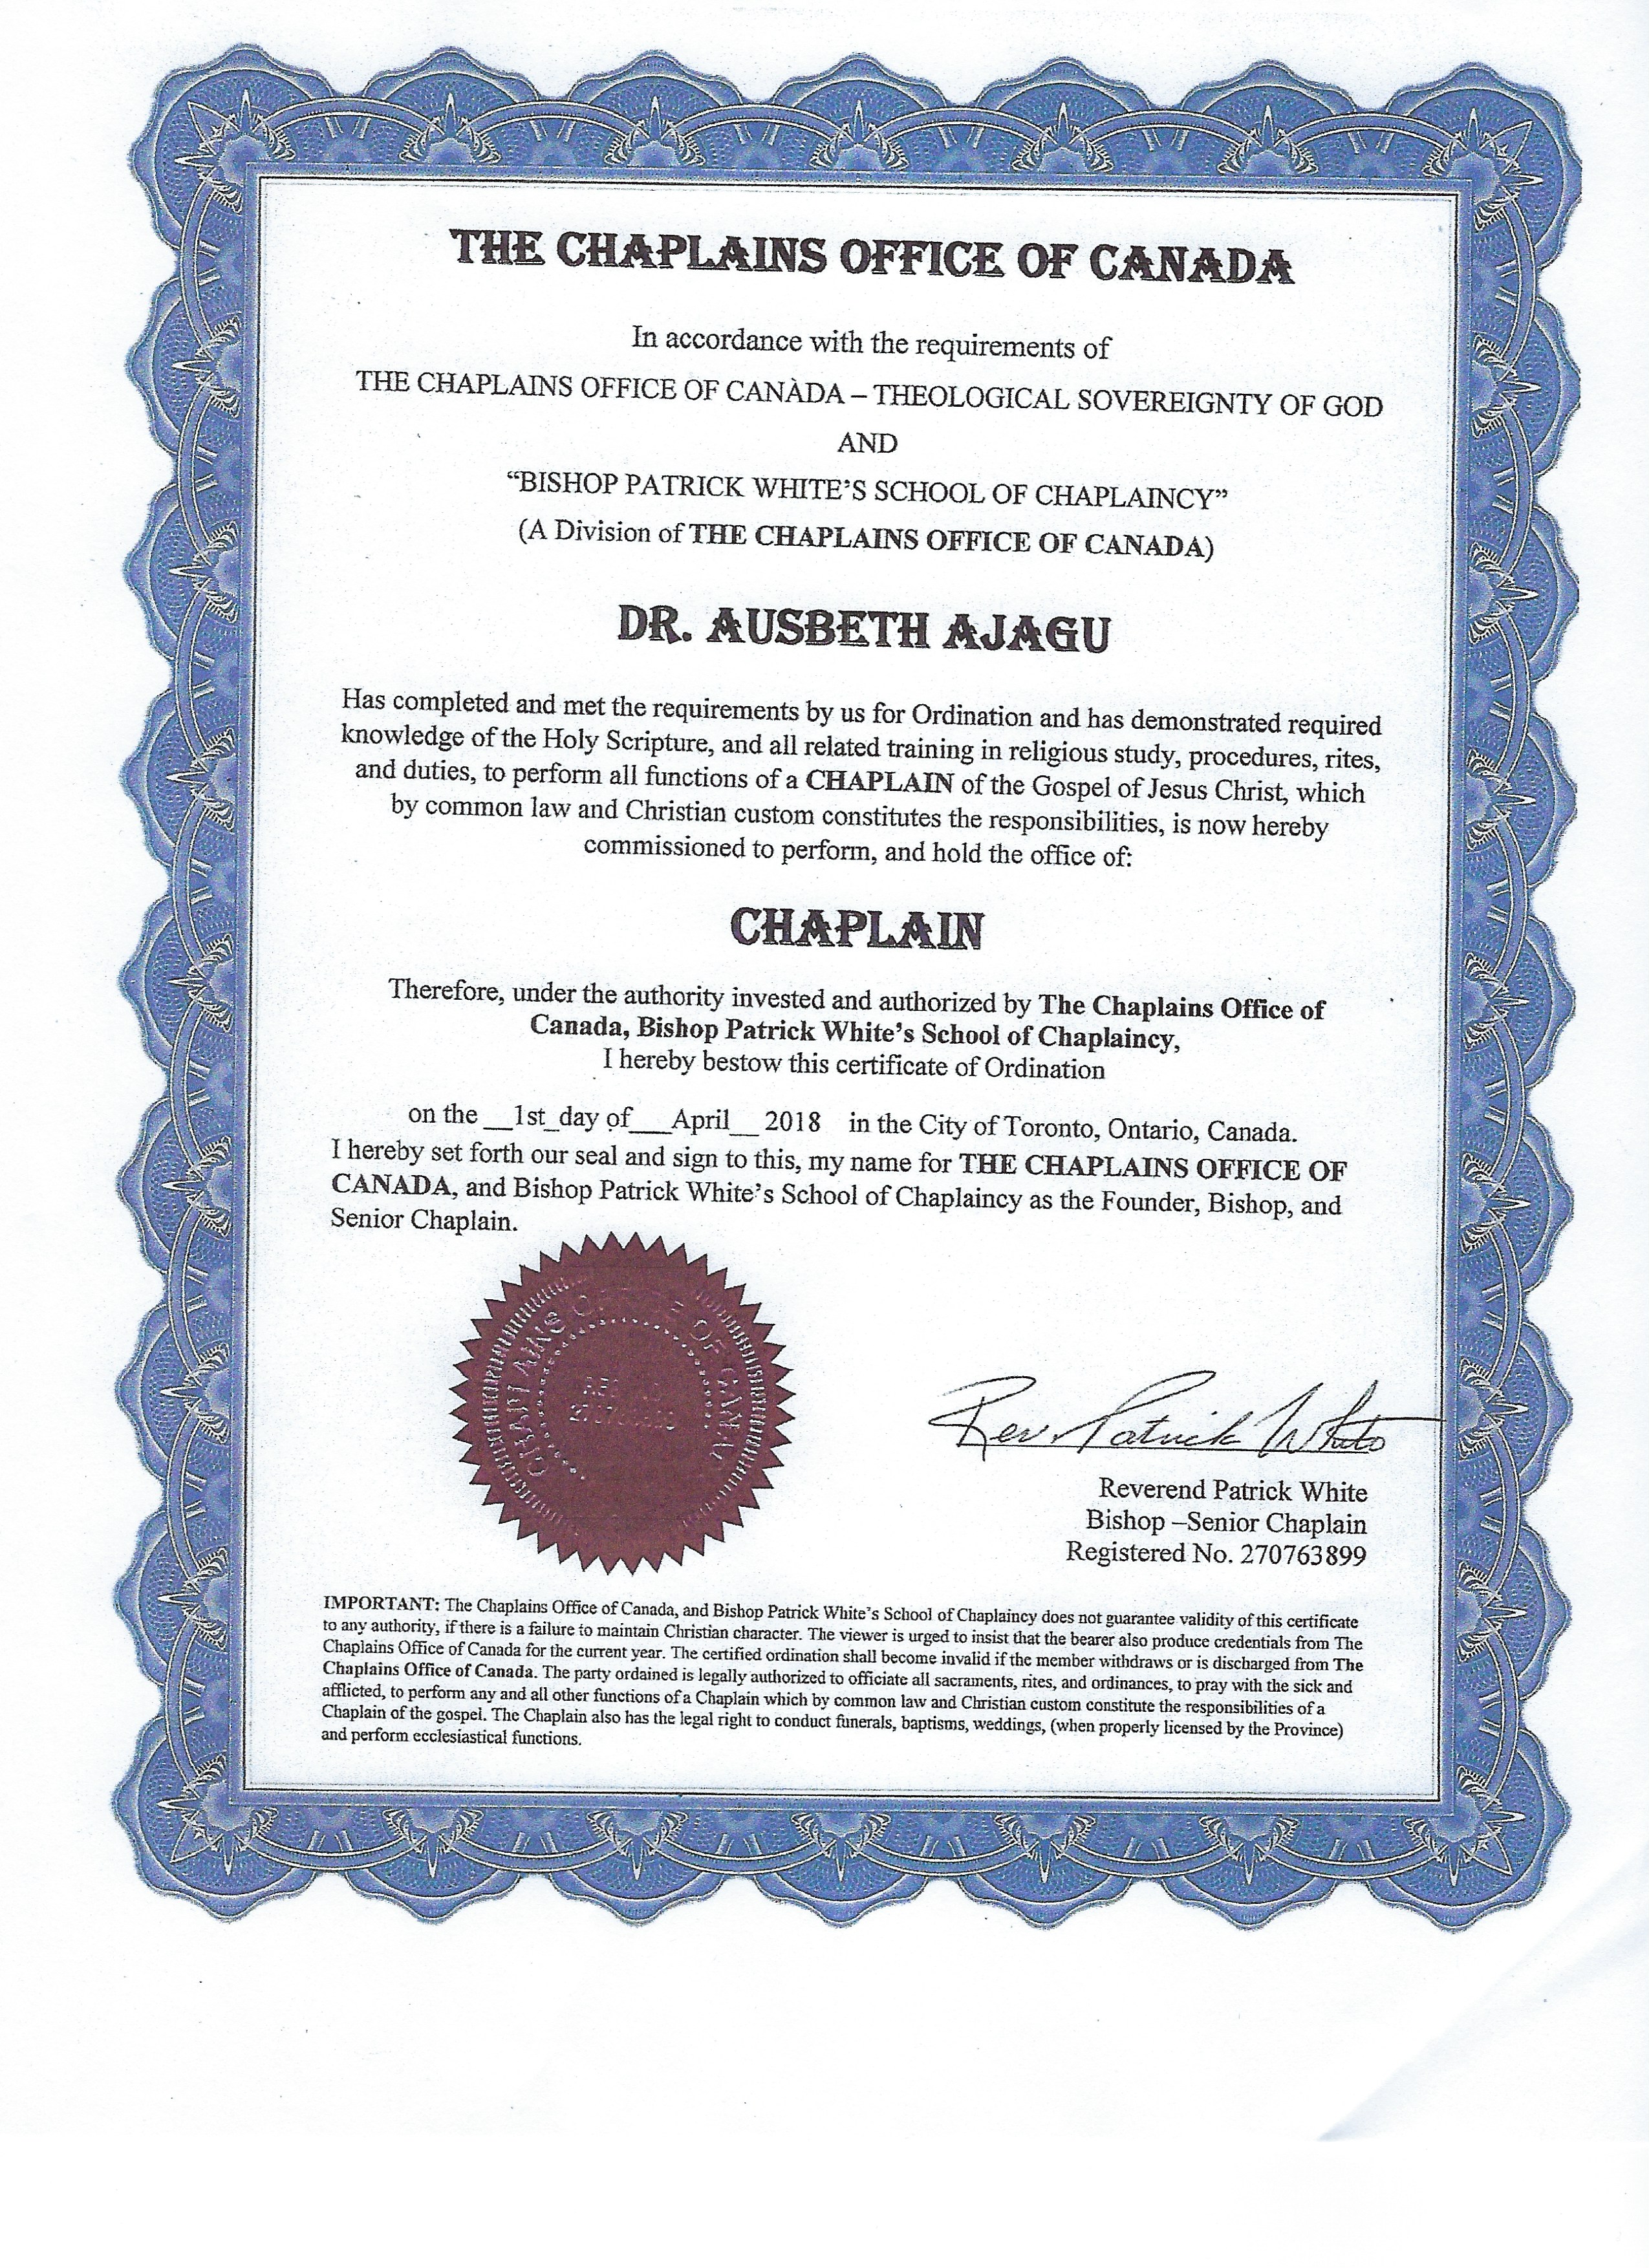 THE CHAPLAINS OFFICE OF CANADA
In accordance with the requirements of
THE CHAPLAINS OFFICE OF CANADA – THEOLOGICAL SOVEREIGNTY OF GOD
AND
“BISHOP PATRICK WHITE’S SCHOOL OF CHAPLAINCY”
(A Division of THE CHAPLAINS OFFICE OF CANADA)
DR. AUSBETH AJAGU
Has completed and met the requirements by us for Ordination and has demonstrated required
knowledge of the Holy Scripture, and all related training in religious study, procedures, rites,
and duties, to perform all functions of a CHAPLAIN of the Gospel of Jesus Christ, which
by common law and Christian custom constitutes the responsibilities, is now hereby
commissioned to perform, and hold the office of:
CHAPLAIN
Therefore, under the authority invested and authorized by The Chaplains Office of
Canada, Bishop Patrick White’s School of Chaplaincy,
I hereby bestow this certificate of Ordination
on the __1st_day of___April__ 2018 in the City of Toronto, Ontario, Canada.
I hereby set forth our seal and sign to this, my name for THE CHAPLAINS OFFICE OF
CANADA, and Bishop Patrick White’s School of Chaplaincy as the Founder, Bishop, and
Senior Chaplain.
CHAPLAINS OFFICE OF CANADA
Rev. Patrick White
Reverend Patrick White
Bishop –Senior Chaplain
Registered No. 270763899
IMPORTANT: The Chaplains Office of Canada, and Bishop Patrick White’s School of Chaplaincy does not guarantee validity of this certificate
to any authority, if there is a failure to maintain Christian character. The viewer is urged to insist that the bearer also produce credentials from The
Chaplains Office of Canada for the current year. The certified ordination shall become invalid if the member withdraws or is discharged from The
Chaplains Office of Canada. The party ordained is legally authorized to officiate all sacraments, rites, and ordinances, to pray with the sick and
afflicted, to perform any and all other functions of a Chaplain which by common law and Christian custom constitute the responsibilities of a
Chaplain of the gospel. The Chaplain also has the legal right to conduct funerals, baptisms, weddings, (when properly licensed by the Province)
and perform ecclesiastical functions.